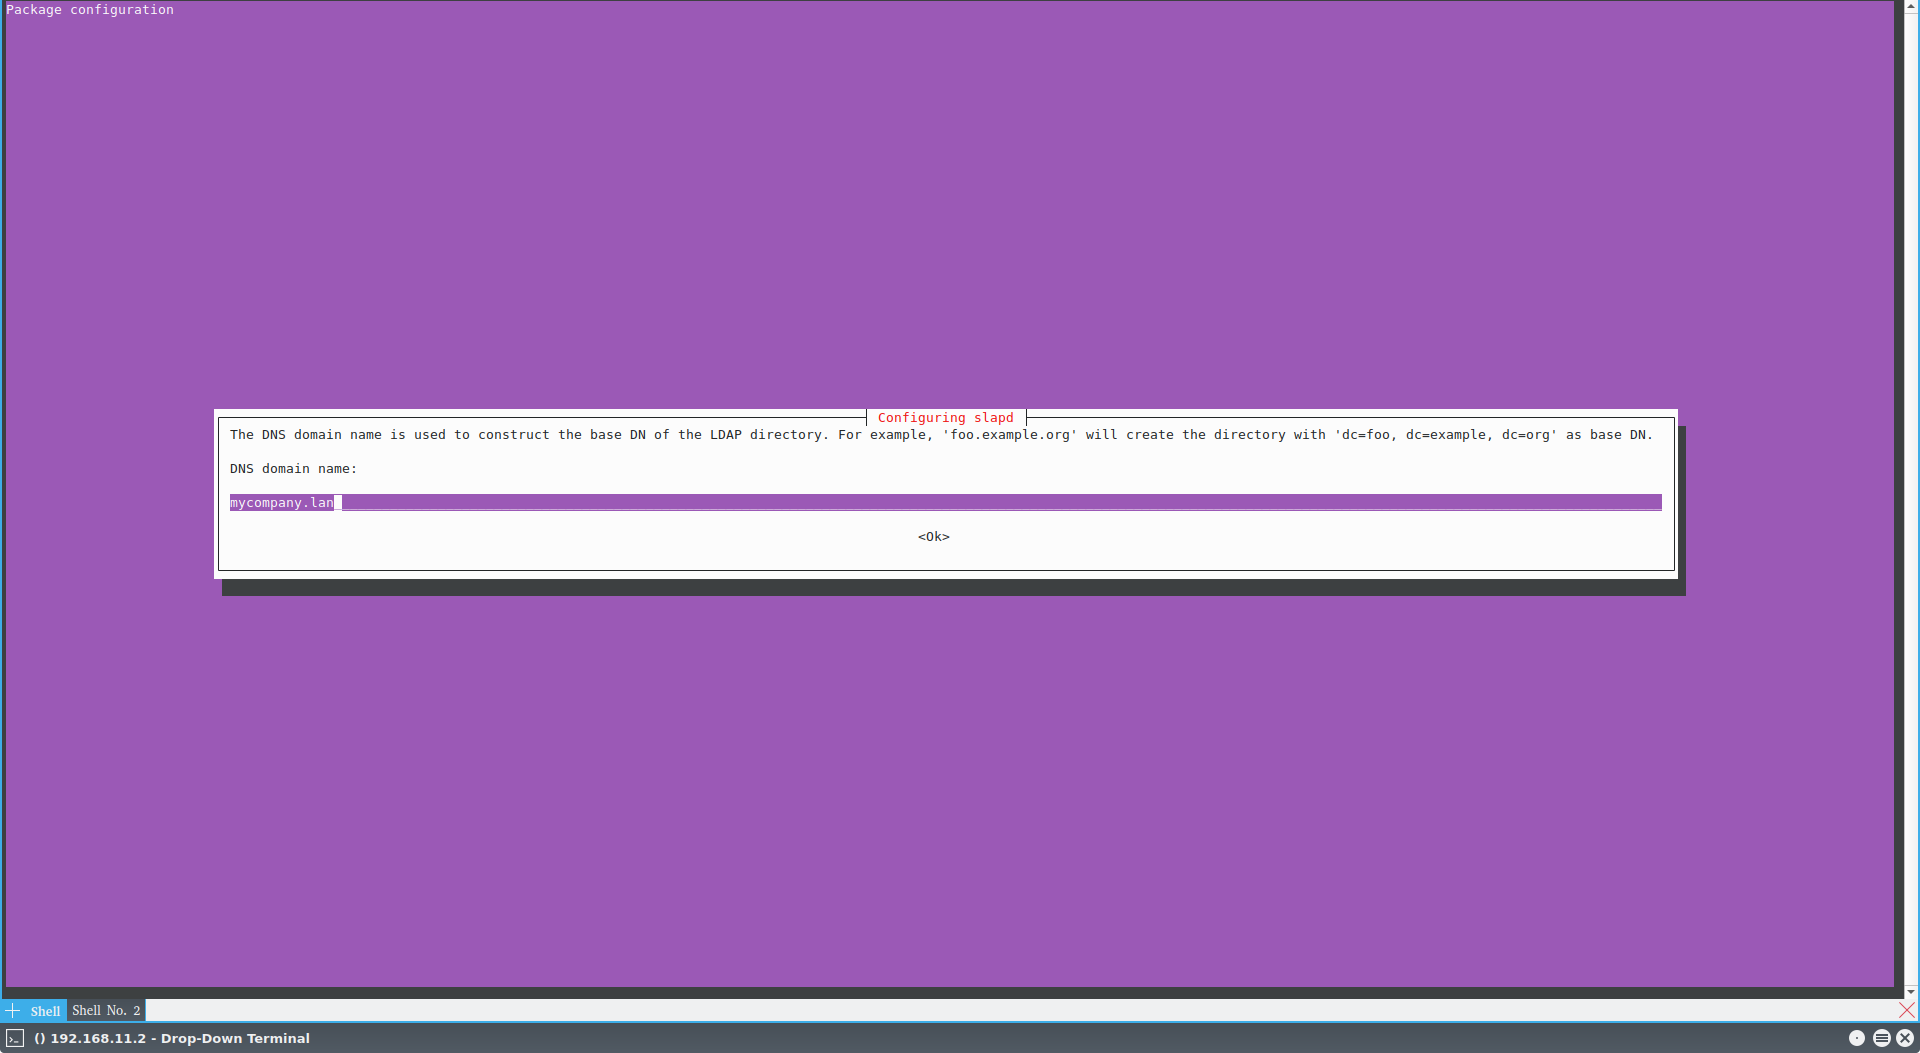 Package configuration
Configuring slapd
The DNS domain name is used to construct the base DN of the LDAP directory. For example, 'foo.example.org' will create the directory with 'dc=foo, dc=example, dc=org' as base DN.
DNS domain name:
mycompany.lan
<Ok>
Shell
Shell No. 2
() 192.168.11.2 - Drop-Down Terminal